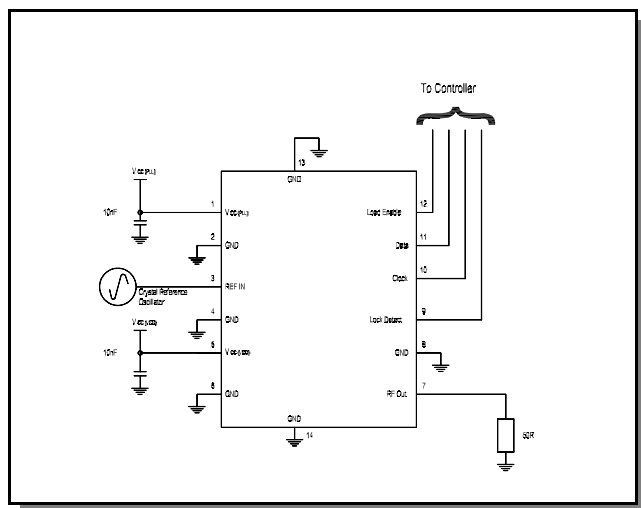 To Controller
13
GND
Vcc (PLL)
10nF
1
Vcc (PLL)
Load Enable
12
2
GND
Data
11
3
REF IN
Clock
10
Crystal Reference
Oscillator
4
GND
Lock Detect
9
Vcc (VCO)
10nF
5
Vcc (VCO)
GND
8
6
GND
RF Out
7
GND
14
50R